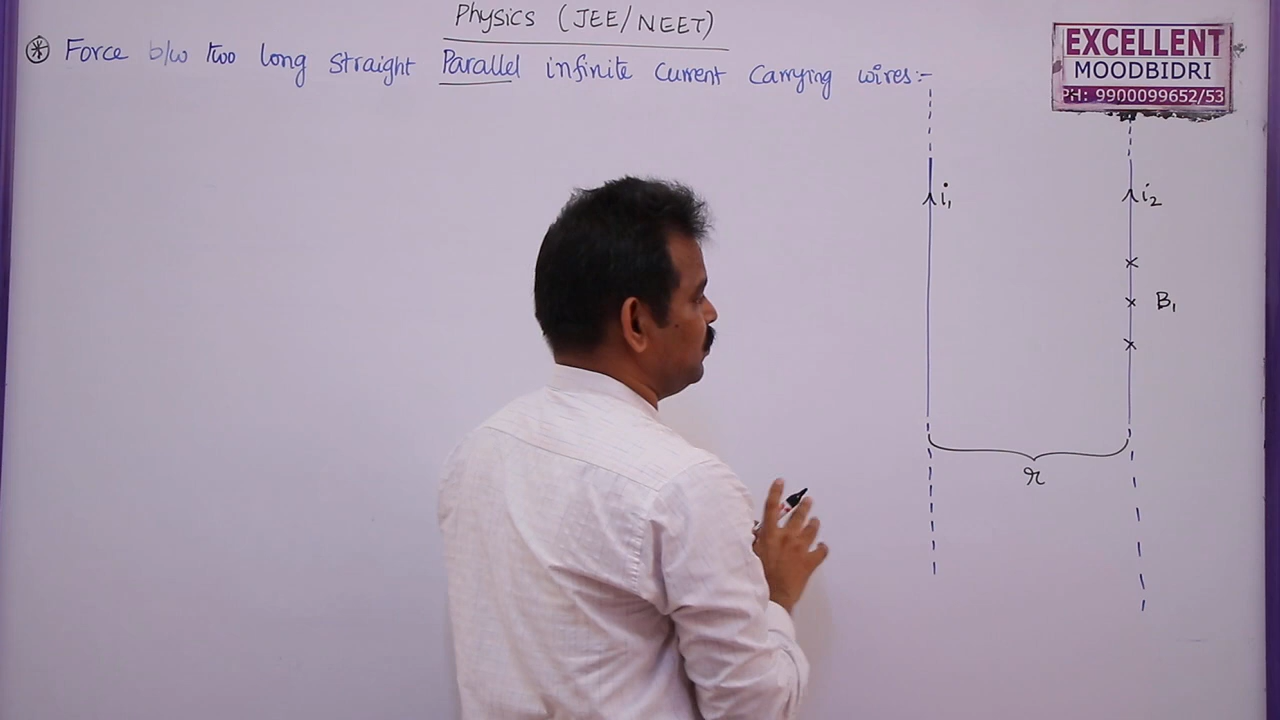 Physics (JEE/NEET)
Force b/w two long straight Parallel infinite Current Carrying wires:-
EXCELLENT
MOODBIDRI
PH: 9900099652/53
i₁
i₂
B₁
r